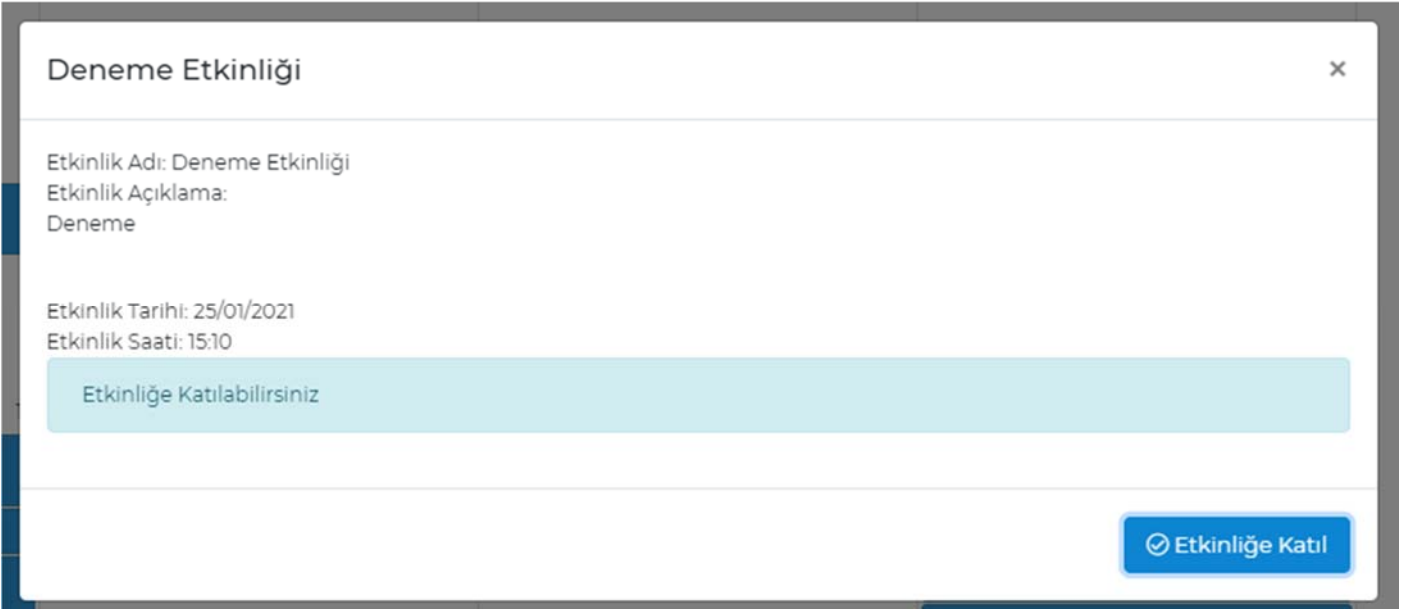 Deneme Etkinliği
×
Etkinlik Adı: Deneme Etkinliği
Etkinlik Açıklama:
Deneme
Etkinlik Tarihi: 25/01/2021
Etkinlik Saati: 15:10
Etkinliğe Katılabilirsiniz
Etkinliğe Katıl